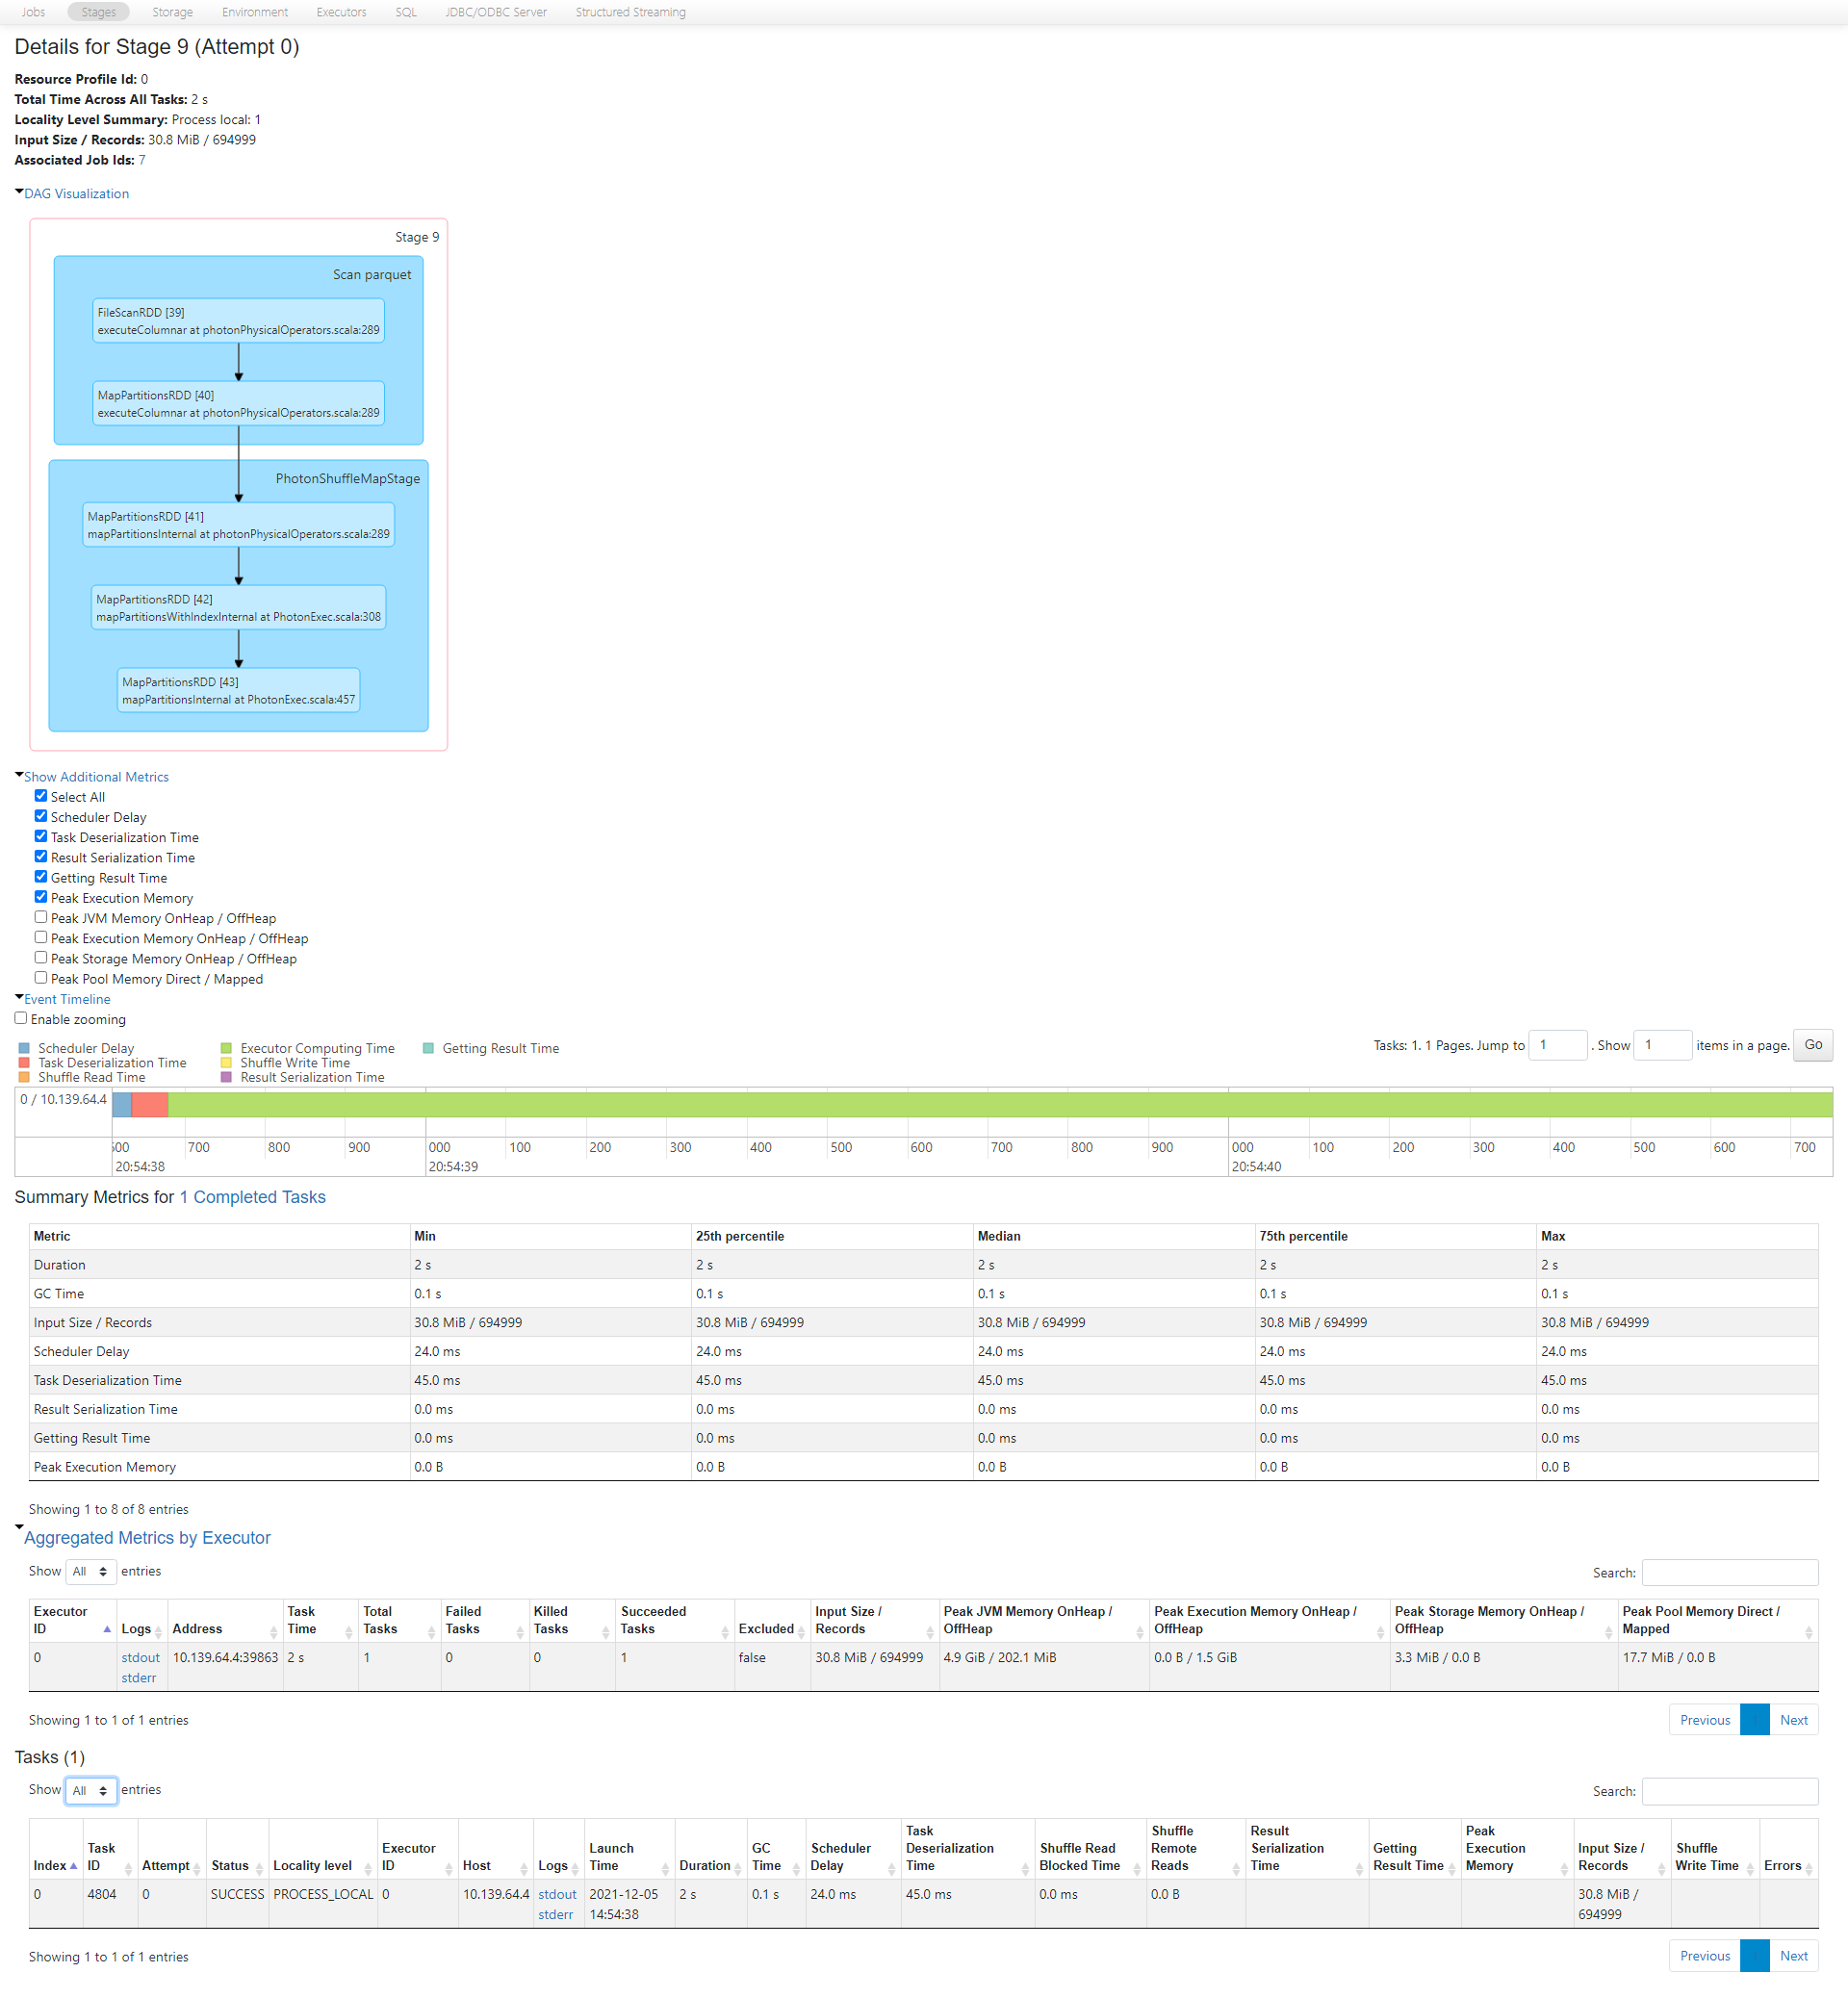 Jobs Stages Storage Environment Executors SQL JDBC/ODBC Server Structured Streaming
Details for Stage 9 (Attempt 0)
Resource Profile Id: 0
Total Time Across All Tasks: 2 s
Locality Level Summary: Process local: 1
Input Size / Records: 30.8 MiB / 694999
Associated Job Ids: 7
DAG Visualization
Stage 9
Scan parquet
FileScanRDD [39]
executeColumnar at photonPhysicalOperators.scala:289
MapPartitionsRDD [40]
executeColumnar at photonPhysicalOperators.scala:289
PhotonShuffleMapStage
MapPartitionsRDD [41]
mapPartitionsInternal at photonPhysicalOperators.scala:289
MapPartitionsRDD [42]
mapPartitionsWithIndexInternal at PhotonExec.scala:308
MapPartitionsRDD [43]
mapPartitionsInternal at PhotonExec.scala:457
Show Additional Metrics
Select All
Scheduler Delay
Task Deserialization Time
Result Serialization Time
Getting Result Time
Peak Execution Memory
Peak JVM Memory OnHeap / OffHeap
Peak Execution Memory OnHeap / OffHeap
Peak Storage Memory OnHeap / OffHeap
Peak Pool Memory Direct / Mapped
Event Timeline
Enable zooming
Tasks: 1. 1 Pages. Jump to 1 . Show 1 items in a page. Go
Scheduler Delay Executor Computing Time Getting Result Time
Task Deserialization Time Shuffle Write Time
Shuffle Read Time Result Serialization Time
0 / 10.139.64.4
600 700 800 900 000 100 200 300 400 500 600 700 800 900 000 100 200 300 400 500 600 700
20:54:38 20:54:39 20:54:40
Summary Metrics for 1 Completed Tasks
Metric Min 25th percentile Median 75th percentile Max
Duration 2 s 2 s 2 s 2 s 2 s
GC Time 0.1 s 0.1 s 0.1 s 0.1 s 0.1 s
Input Size / Records 30.8 MiB / 694999 30.8 MiB / 694999 30.8 MiB / 694999 30.8 MiB / 694999 30.8 MiB / 694999
Scheduler Delay 24.0 ms 24.0 ms 24.0 ms 24.0 ms 24.0 ms
Task Deserialization Time 45.0 ms 45.0 ms 45.0 ms 45.0 ms 45.0 ms
Result Serialization Time 0.0 ms 0.0 ms 0.0 ms 0.0 ms 0.0 ms
Getting Result Time 0.0 ms 0.0 ms 0.0 ms 0.0 ms 0.0 ms
Peak Execution Memory 0.0 B 0.0 B 0.0 B 0.0 B 0.0 B
Showing 1 to 8 of 8 entries
Aggregated Metrics by Executor
Show All entries Search:
Executor ID Logs Address Task Time Total Tasks Failed Tasks Killed Tasks Succeeded Tasks Excluded Input Size / Records Peak JVM Memory OnHeap / OffHeap Peak Execution Memory OnHeap / OffHeap Peak Storage Memory OnHeap / OffHeap Peak Pool Memory Direct / Mapped
0 stdout stderr 10.139.64.4:39863 2 s 1 0 0 1 false 30.8 MiB / 694999 4.9 GiB / 202.1 MiB 0.0 B / 1.5 GiB 3.3 MiB / 0.0 B 17.7 MiB / 0.0 B
Showing 1 to 1 of 1 entries Previous Next
Tasks (1)
Show All entries Search:
Index Task ID Attempt Status Locality level Executor ID Host Logs Launch Time Duration GC Time Scheduler Delay Task Deserialization Time Shuffle Read Blocked Time Shuffle Remote Reads Result Serialization Time Getting Result Time Peak Execution Memory Input Size / Records Shuffle Write Time Errors
0 4804 0 SUCCESS PROCESS_LOCAL 0 10.139.64.4 stdout stderr 2021-12-05 14:54:38 2 s 0.1 s 24.0 ms 45.0 ms 0.0 ms 0.0 B 30.8 MiB / 694999
Showing 1 to 1 of 1 entries Previous Next